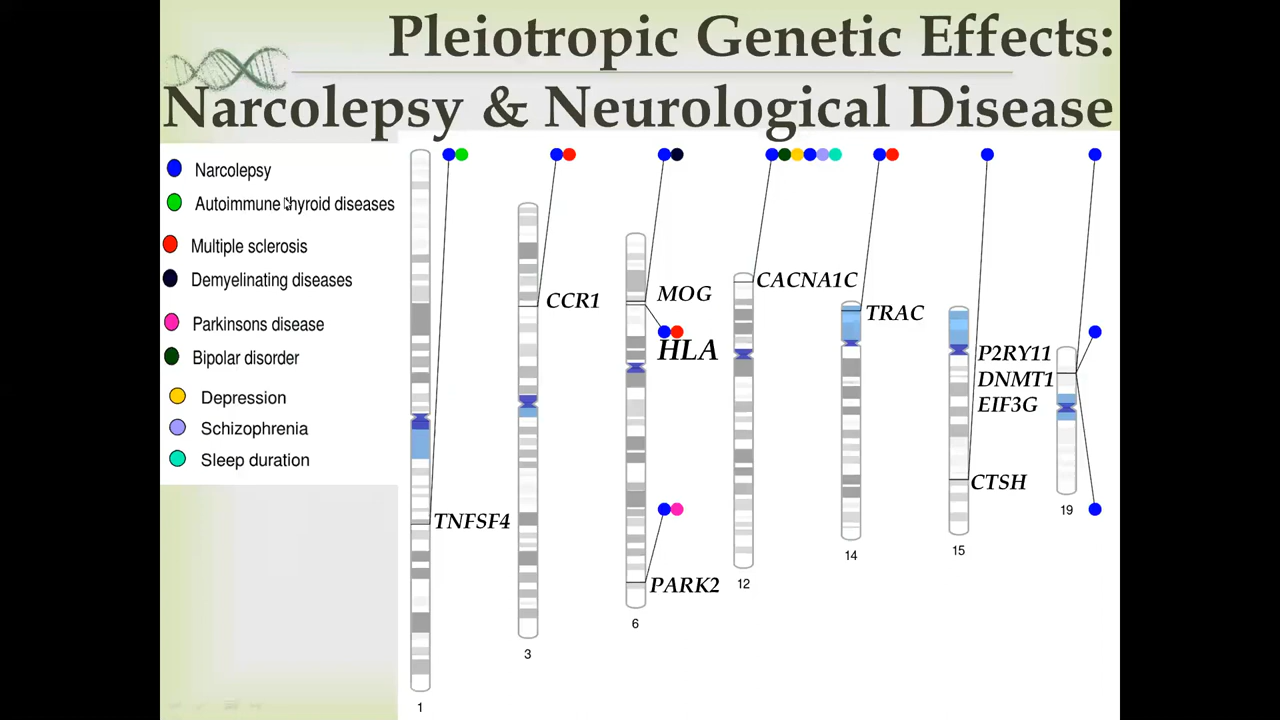 Pleiotropic Genetic Effects:
Narcolepsy & Neurological Disease
Narcolepsy
Autoimmune thyroid diseases
Multiple sclerosis
Demyelinating diseases
Parkinsons disease
Bipolar disorder
Depression
Schizophrenia
Sleep duration
TNFSF4
1
CCR1
3
MOG
HLA
PARK2
6
CACNA1C
12
TRAC
14
CTSH
15
P2RY11
DNMT1
EIF3G
19